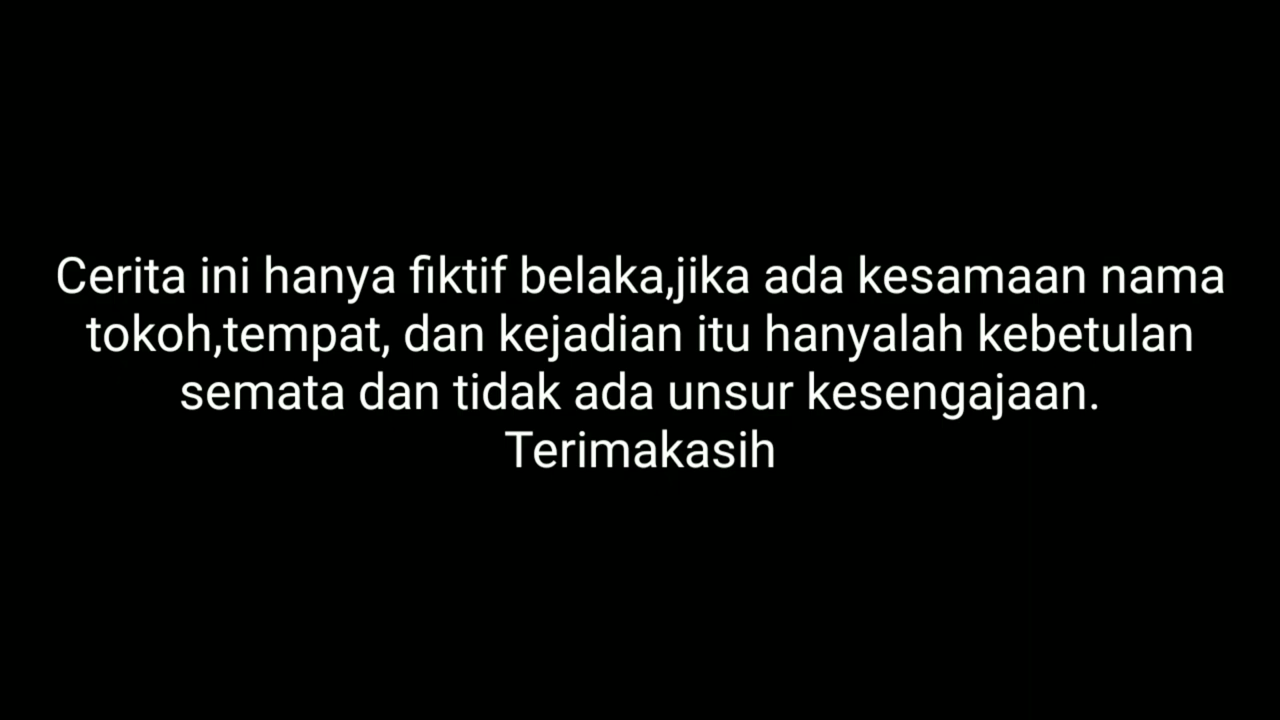 Cerita ini hanya fiktif belaka,jika ada kesamaan nama
tokoh,tempat, dan kejadian itu hanyalah kebetulan
semata dan tidak ada unsur kesengajaan.
Terimakasih